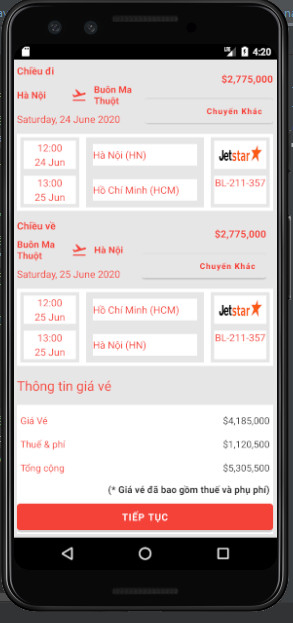 4:20
Chiều đi
$2,775,000
Hà Nội
Buôn Ma
Thuột
Chuyến Khác
Saturday, 24 June 2020
12:00
24 Jun
Hà Nội (HN)
Jetstar
13:00
25 Jun
Hồ Chí Minh (HCM)
BL-211-357
Chiều về
$2,775,000
Buôn Ma
Thuột
Hà Nội
Chuyến Khác
Saturday, 25 June 2020
12:00
25 Jun
Hồ Chí Minh (HCM)
Jetstar
13:00
25 Jun
Hà Nội (HN)
BL-211-357
Thông tin giá vé
Giá Vé
$4,185,000
Thuế & phí
$1,120,500
Tổng cộng
$5,305,500
(* Giá vé đã bao gồm thuế và phụ phí)
TIẾP TỤC